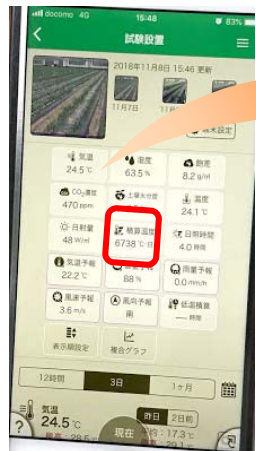 docomo 4G 15:48 83%
試験設置
2018年11月8日 15:46 更新
11月7日
末設定
気温 24.5 ℃
湿度 63.5 %
飽差 8.2 g/㎥
CO₂濃度 470 ppm
土壌水分
温度 24.1 ℃
日射量 48 W/㎡
積算温度 6738 ℃·日
日照時間 4.0 時間
気温予報 22.2 ℃
88 %
雨量予報 0.0 mm/h
風速予報 3.6 m/s
風向予報 南
低温積算 --- 時間
表示順設定
複合グラフ
12時間 3日 1ヶ月
気温 24.5 ℃
昨日 2日前
現在
17.3℃
?